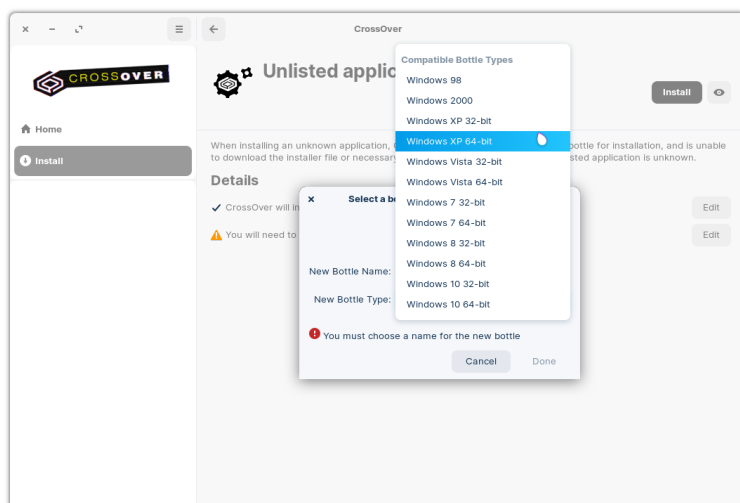 CrossOver
CROSSOVER
Home
Install
Unlisted applic
Install
When installing an unknown application,
bottle for installation, and is unable
to download the installer file or necessary
sted application is unknown.
Details
CrossOver will in
Edit
You will need to
Edit
Select a bo
New Bottle Name:
New Bottle Type:
You must choose a name for the new bottle
Cancel
Done
Compatible Bottle Types
Windows 98
Windows 2000
Windows XP 32-bit
Windows XP 64-bit
Windows Vista 32-bit
Windows Vista 64-bit
Windows 7 32-bit
Windows 7 64-bit
Windows 8 32-bit
Windows 8 64-bit
Windows 10 32-bit
Windows 10 64-bit